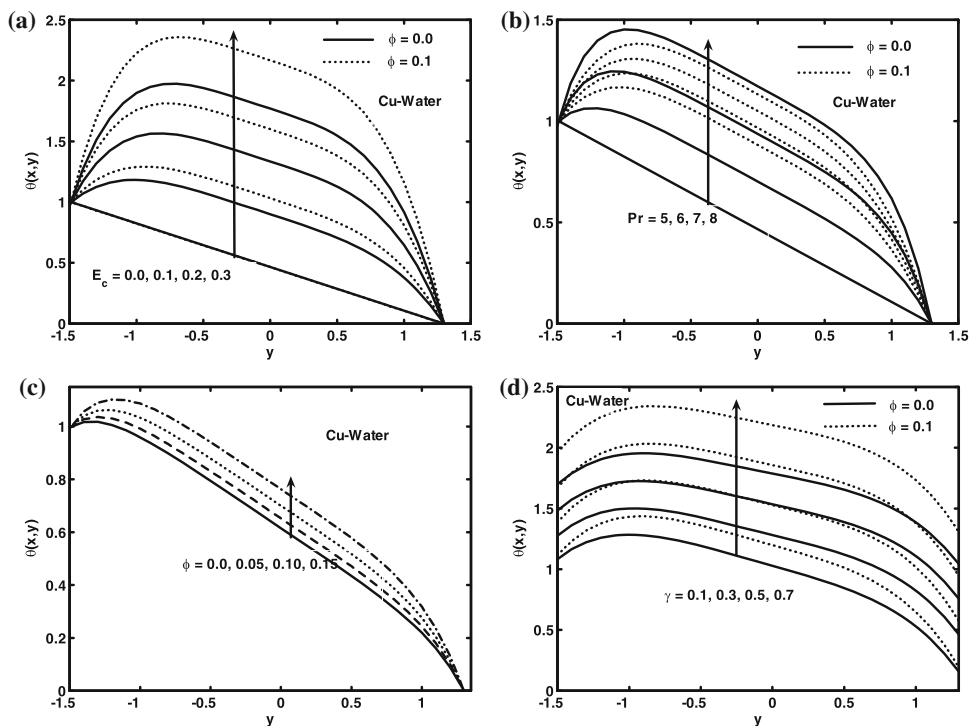 (a)
2.5
2
1.5
1
0.5
0
-1.5 -1 -0.5 0 0.5 1 1.5
θ(x,y)
y
ϕ = 0.0
ϕ = 0.1
Cu-Water
E_c = 0.0, 0.1, 0.2, 0.3
(b)
1.5
1
0.5
0
-1.5 -1 -0.5 0 0.5 1 1.5
θ(x,y)
y
ϕ = 0.0
ϕ = 0.1
Cu-Water
Pr = 5, 6, 7, 8
(c)
1
0.8
0.6
0.4
0.2
0
-1.5 -1 -0.5 0 0.5 1
θ(x,y)
y
Cu-Water
ϕ = 0.0, 0.05, 0.10, 0.15
(d)
2.5
2
1.5
1
0.5
0
-1.5 -1 -0.5 0 0.5 1
θ(x,y)
y
Cu-Water
ϕ = 0.0
ϕ = 0.1
γ = 0.1, 0.3, 0.5, 0.7